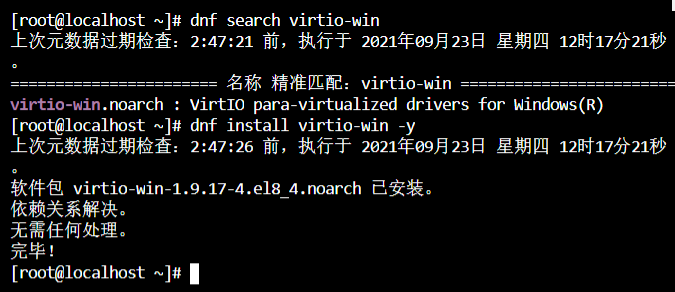 [root@localhost ~]# dnf search virtio-win
上次元数据过期检查：2:47:21 前，执行于 2021年09月23日 星期四 12时17分21秒
。
====================== 名称 精准匹配：virtio-win =======================
virtio-win.noarch : VirtIO para-virtualized drivers for Windows(R)
[root@localhost ~]# dnf install virtio-win -y
上次元数据过期检查：2:47:26 前，执行于 2021年09月23日 星期四 12时17分21秒
。
软件包 virtio-win-1.9.17-4.el8_4.noarch 已安装。
依赖关系解决。
无需任何处理。
完毕！
[root@localhost ~]#